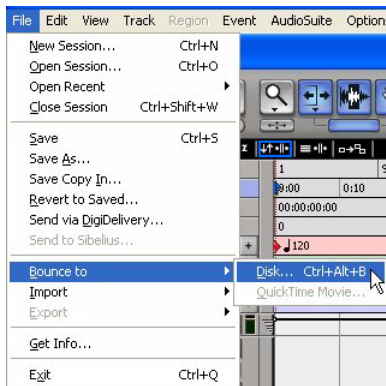 File Edit View Track Region Event AudioSuite Option
New Session... Ctrl+N
Open Session... Ctrl+O
Open Recent
Close Session Ctrl+Shift+W
Save Ctrl+S
Save As...
Save Copy In...
Revert to Saved...
Send via DigiDelivery...
Send to Sibelius...
Bounce to
Disk... Ctrl+Alt+B
Import
QuickTime Movie...
Export
Get Info...
Exit Ctrl+Q
1
0:00 0:10
00:00:00:00
0
120